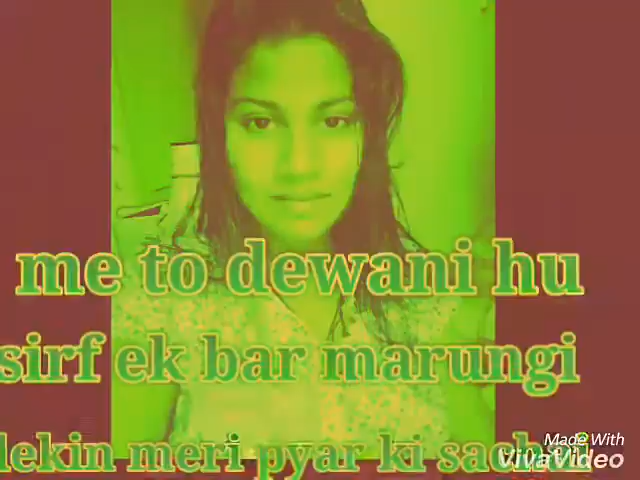 me to dewani hu
sirf ek bar marungi
lekin meri pyar ki
Made With
VivaVideo